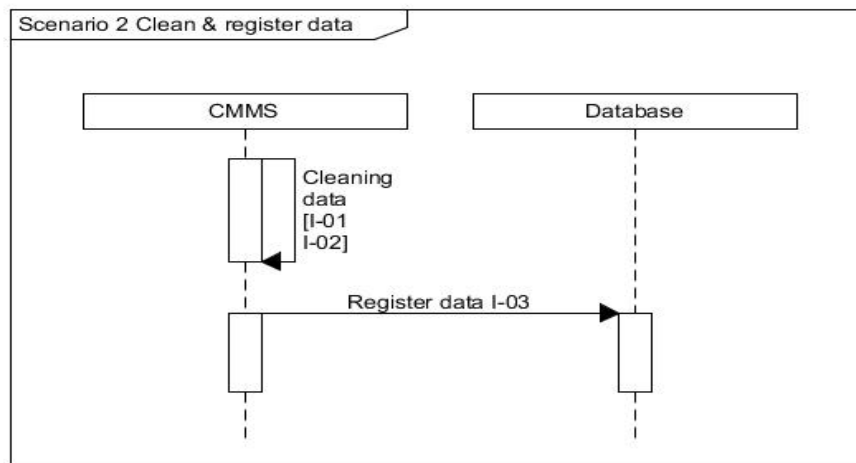 Scenario 2 Clean & register data
CMMS
Database
Cleaning
data
[I-01
I-02]
Register data I-03